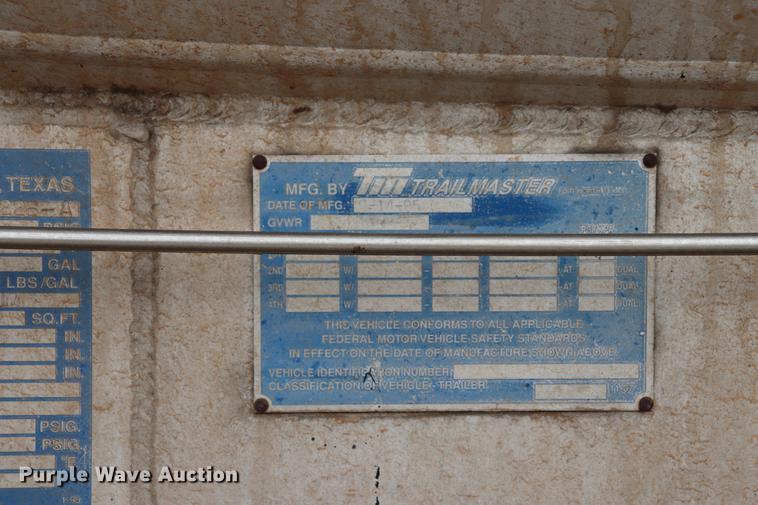 TEXAS
GAL
LBS/GAL
SQ.FT.
IN.
IN.
IN.
PSIG.
PSIG.
°F
MFG. BY TM TRAILMASTER
DATE OF MFG.
GVWR
2ND W/ - - AT DUAL
3RD W/ - - AT DUAL
4TH W/ - - AT DUAL
THIS VEHICLE CONFORMS TO ALL APPLICABLE
FEDERAL MOTOR VEHICLE SAFETY STANDARDS
IN EFFECT ON THE DATE OF MANUFACTURE SHOWN ABOVE
VEHICLE IDENTIFICATION NUMBER
CLASSIFICATION OF VEHICLE - TRAILER
Purple Wave Auction